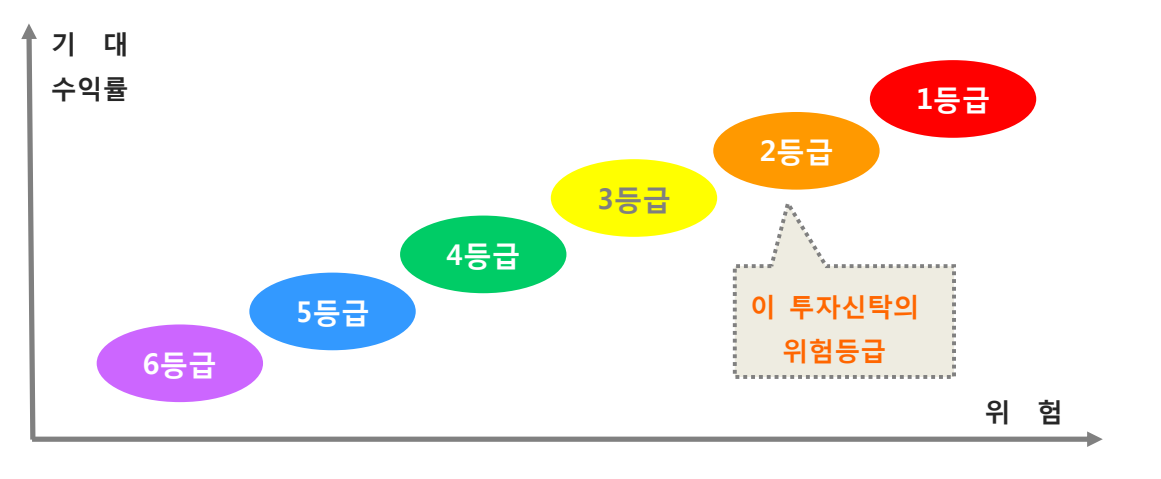 기 대
수익률
1등급
2등급
3등급
4등급
5등급
6등급
이 투자신탁의
위험등급
위 험